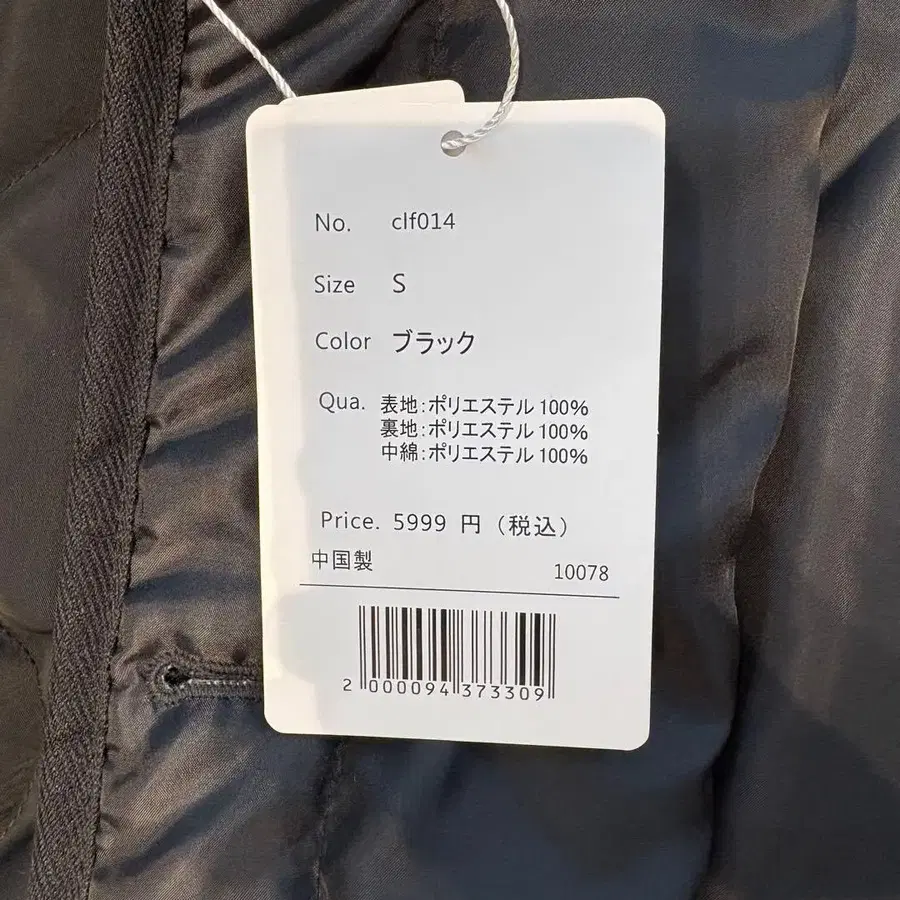 No. clf014
Size S
Color ブラック
Qua. 表地:ポリエステル 100%
裏地:ポリエステル 100%
中綿:ポリエステル 100%
Price. 5999 円 (税込)
中国製 10078
2 000094 373309